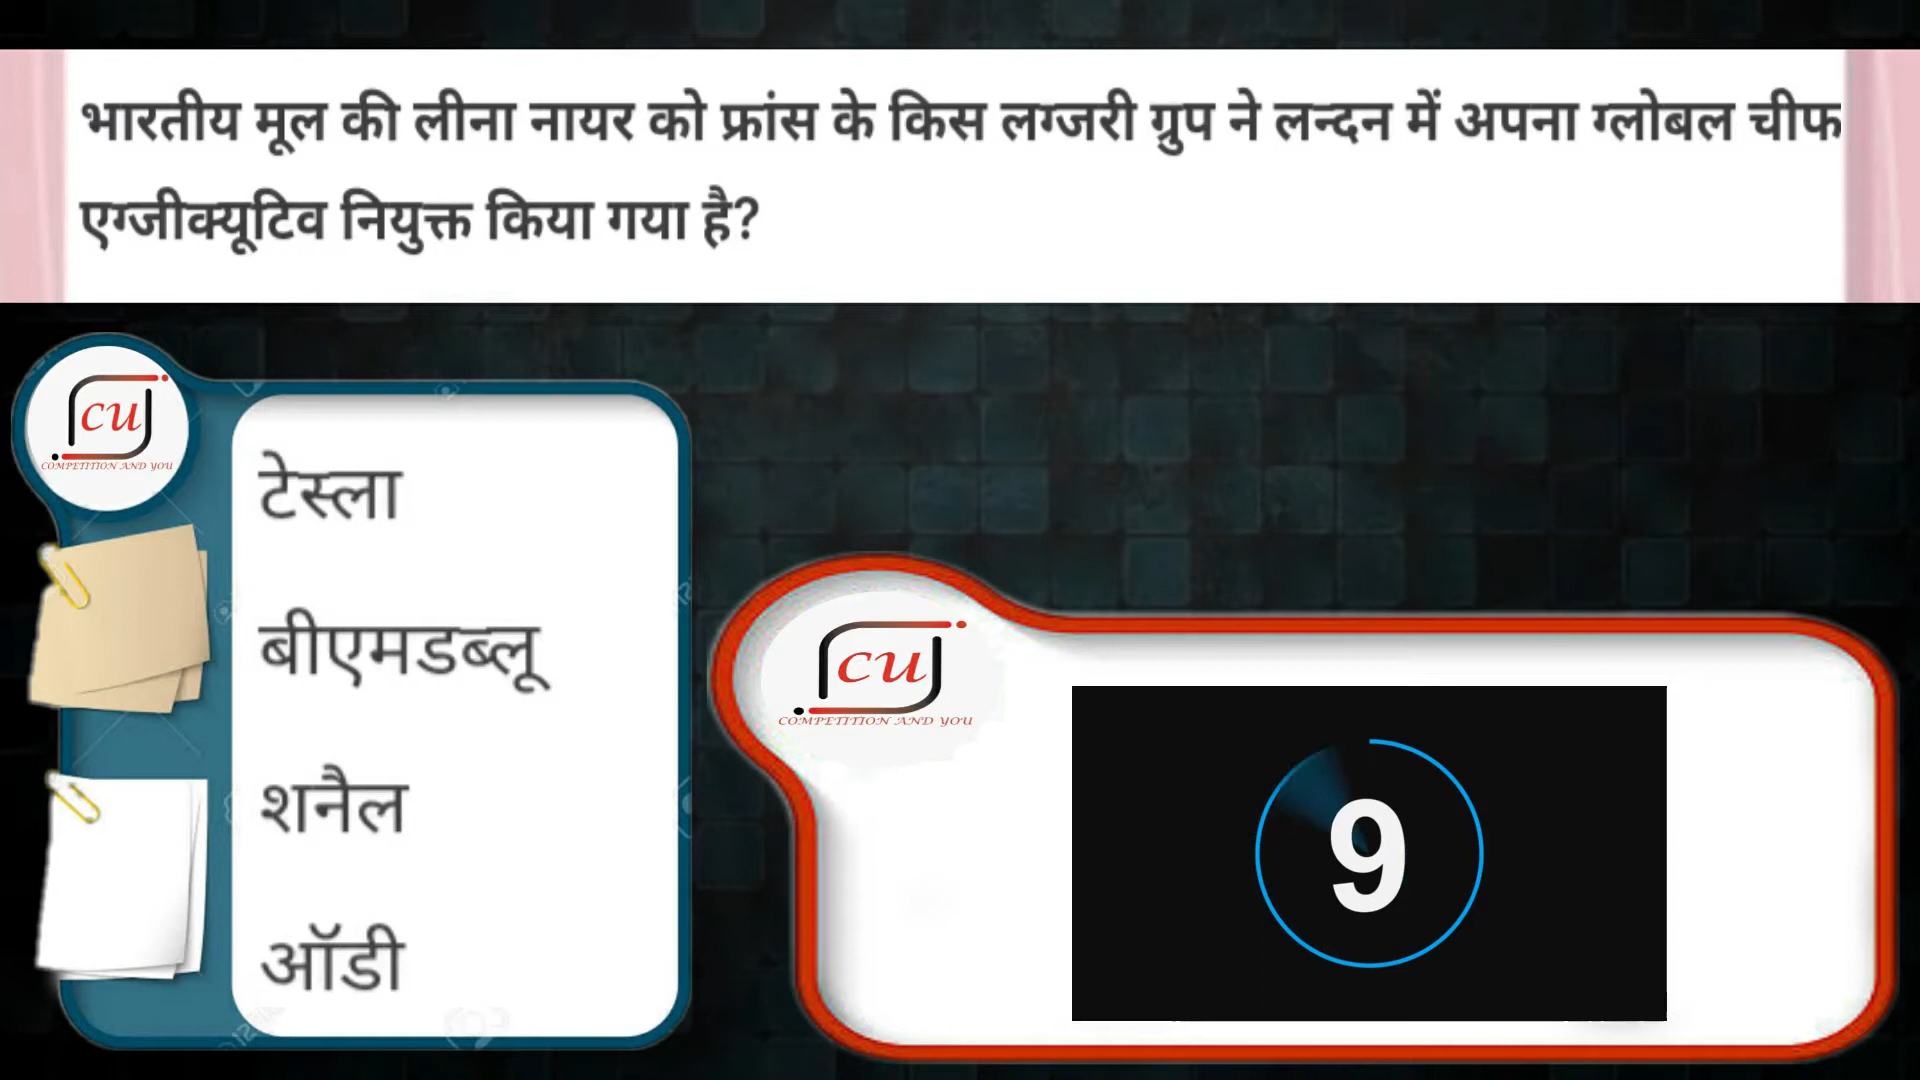 भारतीय मूल की लीना नायर को फ्रांस के किस लग्जरी ग्रुप ने लन्दन में अपना ग्लोबल चीफ
एग्जीक्यूटिव नियुक्त किया गया है?
cu
COMPETITION AND YOU
टेस्ला
बीएमडब्लू
शनैल
ऑडी
cu
COMPETITION AND YOU
9